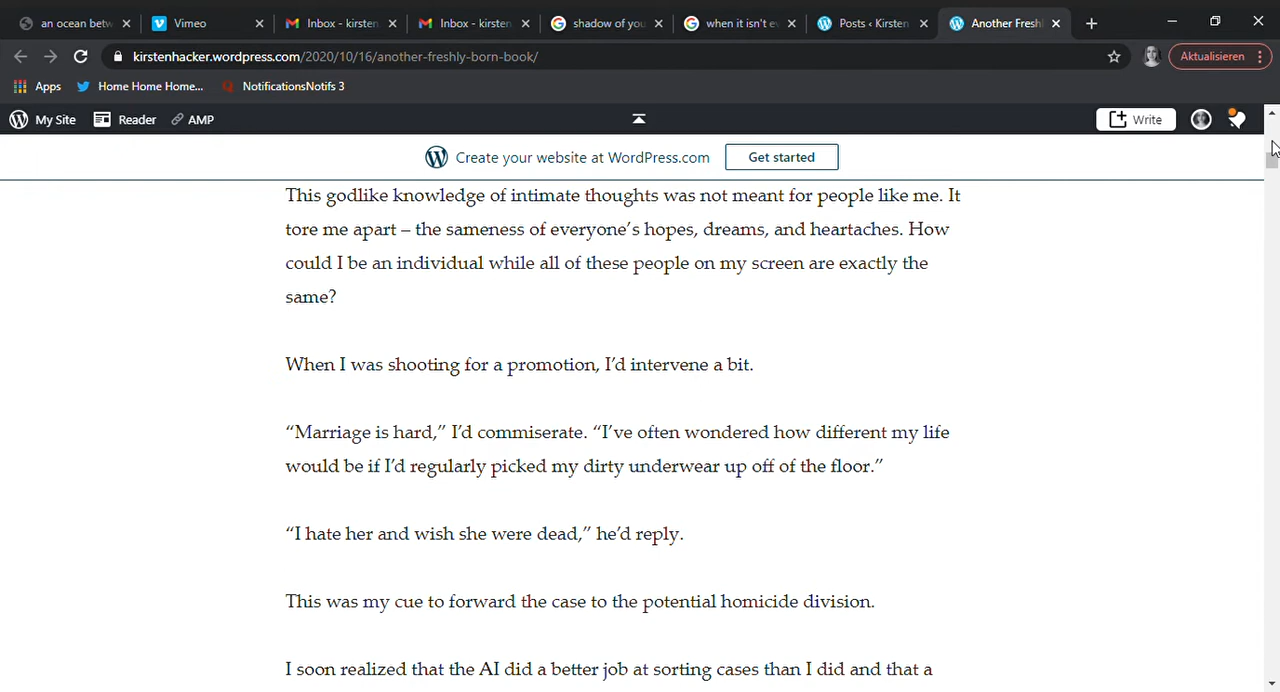 an ocean betw
Vimeo
Inbox - kirsten
Inbox - kirsten
shadow of you
when it isn't ev
Posts ‹ Kirsten
Another Fresh
kirstenhacker.wordpress.com/2020/10/16/another-freshly-born-book/
Aktualisieren
Apps
Home Home Home...
NotificationsNotifs 3
My Site
Reader
AMP
Write
Create your website at WordPress.com
Get started
This godlike knowledge of intimate thoughts was not meant for people like me. It
tore me apart – the sameness of everyone’s hopes, dreams, and heartaches. How
could I be an individual while all of these people on my screen are exactly the
same?
When I was shooting for a promotion, I’d intervene a bit.
“Marriage is hard,” I’d commiserate. “I’ve often wondered how different my life
would be if I’d regularly picked my dirty underwear up off of the floor.”
“I hate her and wish she were dead,” he’d reply.
This was my cue to forward the case to the potential homicide division.
I soon realized that the AI did a better job at sorting cases than I did and that a